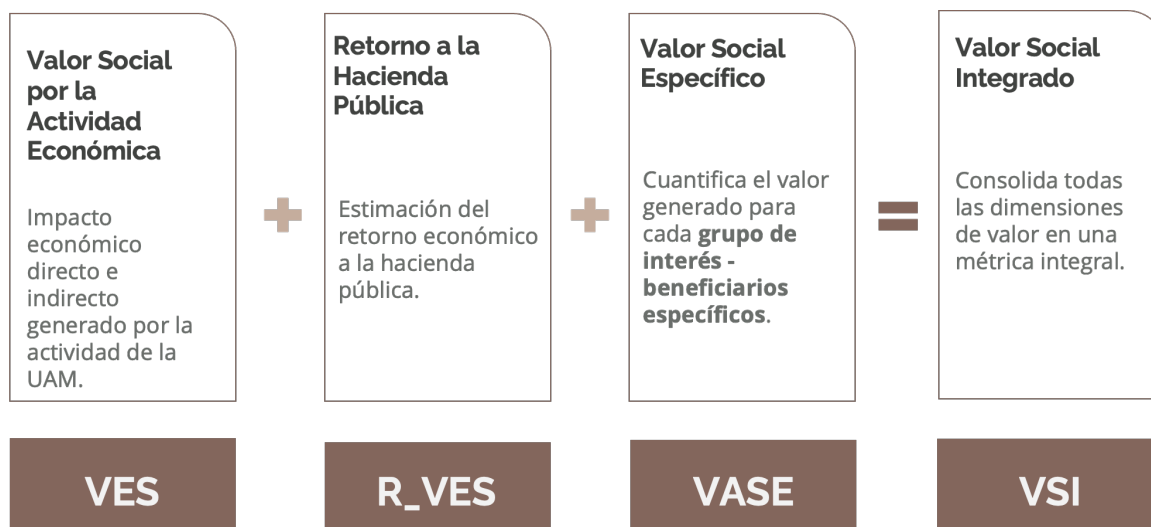 Valor Social
por la
Actividad
Económica
Impacto
económico
directo e
indirecto
generado por la
actividad de la
UAM.
VES
+
Retorno a la
Hacienda
Pública
Estimación del
retorno económico
a la hacienda
pública.
R_VES
+
Valor Social
Específico
Cuantifica el valor
generado para
cada grupo de
interés -
beneficiarios
específicos.
VASE
=
Valor Social
Integrado
Consolida todas
las dimensiones
de valor en una
métrica integral.
VSI